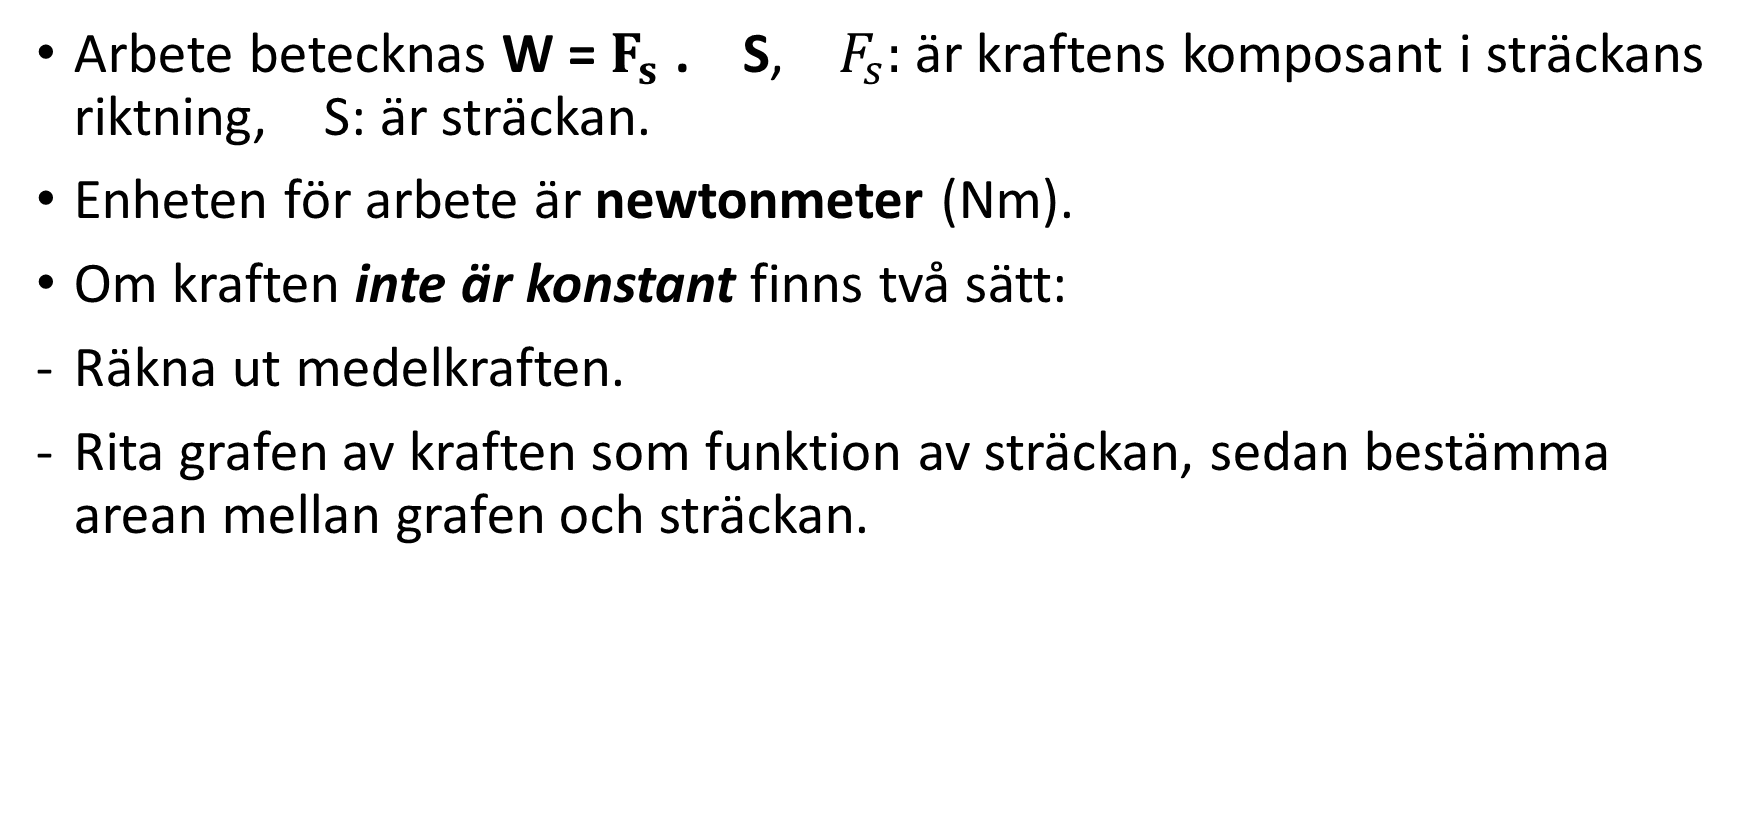 • Arbete betecknas W = Fs . S, Fs: är kraftens komposant i sträckans
riktning, S: är sträckan.
• Enheten för arbete är newtonmeter (Nm).
• Om kraften inte är konstant finns två sätt:
- Räkna ut medelkraften.
- Rita grafen av kraften som funktion av sträckan, sedan bestämma
arean mellan grafen och sträckan.